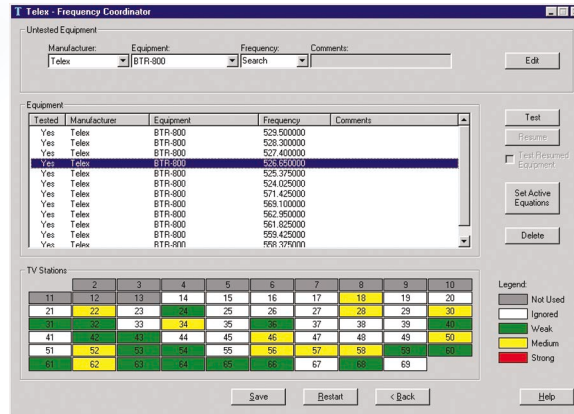 Telex - Frequency Coordinator
Untested Equipment
Manufacturer: Equipment: Frequency: Comments:
Telex BTR-800 Search Edit
Equipment
Tested Manufacturer Equipment Frequency Comments
Yes Telex BTR-800 529.500000
Yes Telex BTR-800 528.300000
Yes Telex BTR-800 527.400000
Yes Telex BTR-800 526.650000
Yes Telex BTR-800 525.375000
Yes Telex BTR-800 524.025000
Yes Telex BTR-800 571.425000
Yes Telex BTR-800 569.100000
Yes Telex BTR-800 562.950000
Yes Telex BTR-800 561.825000
Yes Telex BTR-800 559.425000
Yes Telex BTR-800 558.375000
Test
Resume
Test Resumed
Equipment
Set Active
Equations
Delete
TV Stations
2 3 4 5 6 7 8 9 10
11 12 13 14 15 16 17 18 19 20
21 22 23 24 25 26 27 28 29 30
31 32 33 34 35 36 37 38 39 40
41 42 43 44 45 46 47 48 49 50
51 52 53 54 55 56 57 58 59 60
61 62 63 64 65 66 67 68 69
Legend:
Not Used
Ignored
Weak
Medium
Strong
Save Restart < Back Help